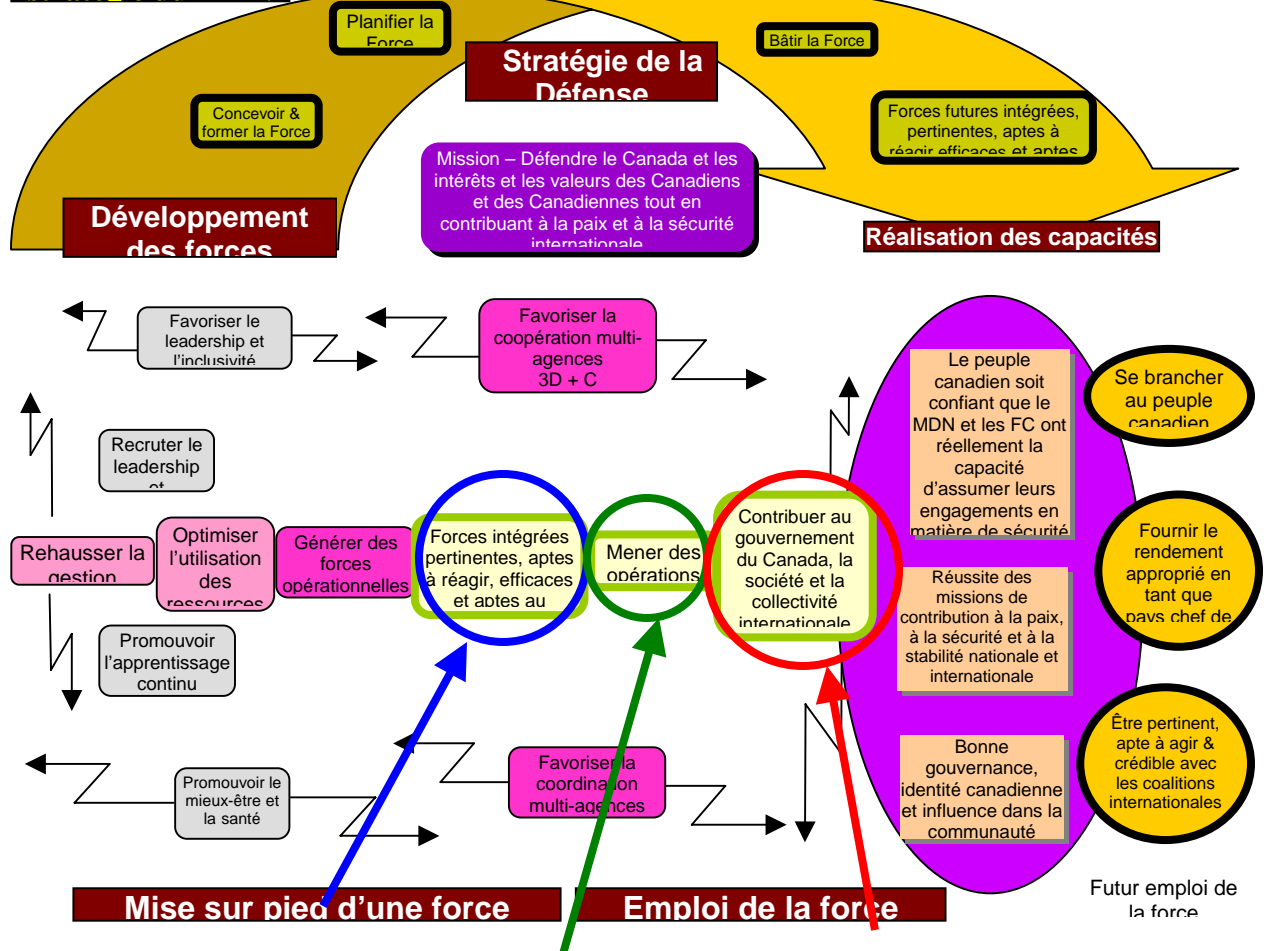 Planifier la
Force
Bâtir la Force
Stratégie de la
Défense
Concevoir &
former la Force
Forces futures intégrées,
pertinentes, aptes à
réagir efficaces et aptes
Mission – Défendre le Canada et les
intérêts et les valeurs des Canadiens
et des Canadiennes tout en
contribuant à la paix et à la sécurité
internationale
Développement
des forces
Réalisation des capacités
Favoriser le
leadership et
l'inclusivité
Favoriser la
coopération multi-
agences
3D + C
Le peuple
canadien soit
confiant que le
MDN et les FC ont
réellement la
capacité
d'assumer leurs
engagements en
matière de sécurité
Se brancher
au peuple
canadien
Recruter le
leadership
et
Rehausser la
gestion
Optimiser
l'utilisation
des
ressources
Générer des
forces
opérationnelles
Forces intégrées
pertinentes, aptes
à réagir, efficaces
et aptes au
Mener des
opérations
Contribuer au
gouvernement
du Canada, la
société et la
collectivité
internationale
Fournir le
rendement
approprié en
tant que
pays chef de
Réussite des
missions de
contribution à la paix,
à la sécurité et à la
stabilité nationale et
internationale
Promouvoir
l'apprentissage
continu
Être pertinent,
apte à agir &
crédible avec
les coalitions
internationales
Promouvoir le
mieux-être et
la santé
Favoriser la
coordination
multi-agences
Bonne
gouvernance,
identité canadienne
et influence dans la
communauté
Mise sur pied d'une force
Emploi de la force
Futur emploi de
la force